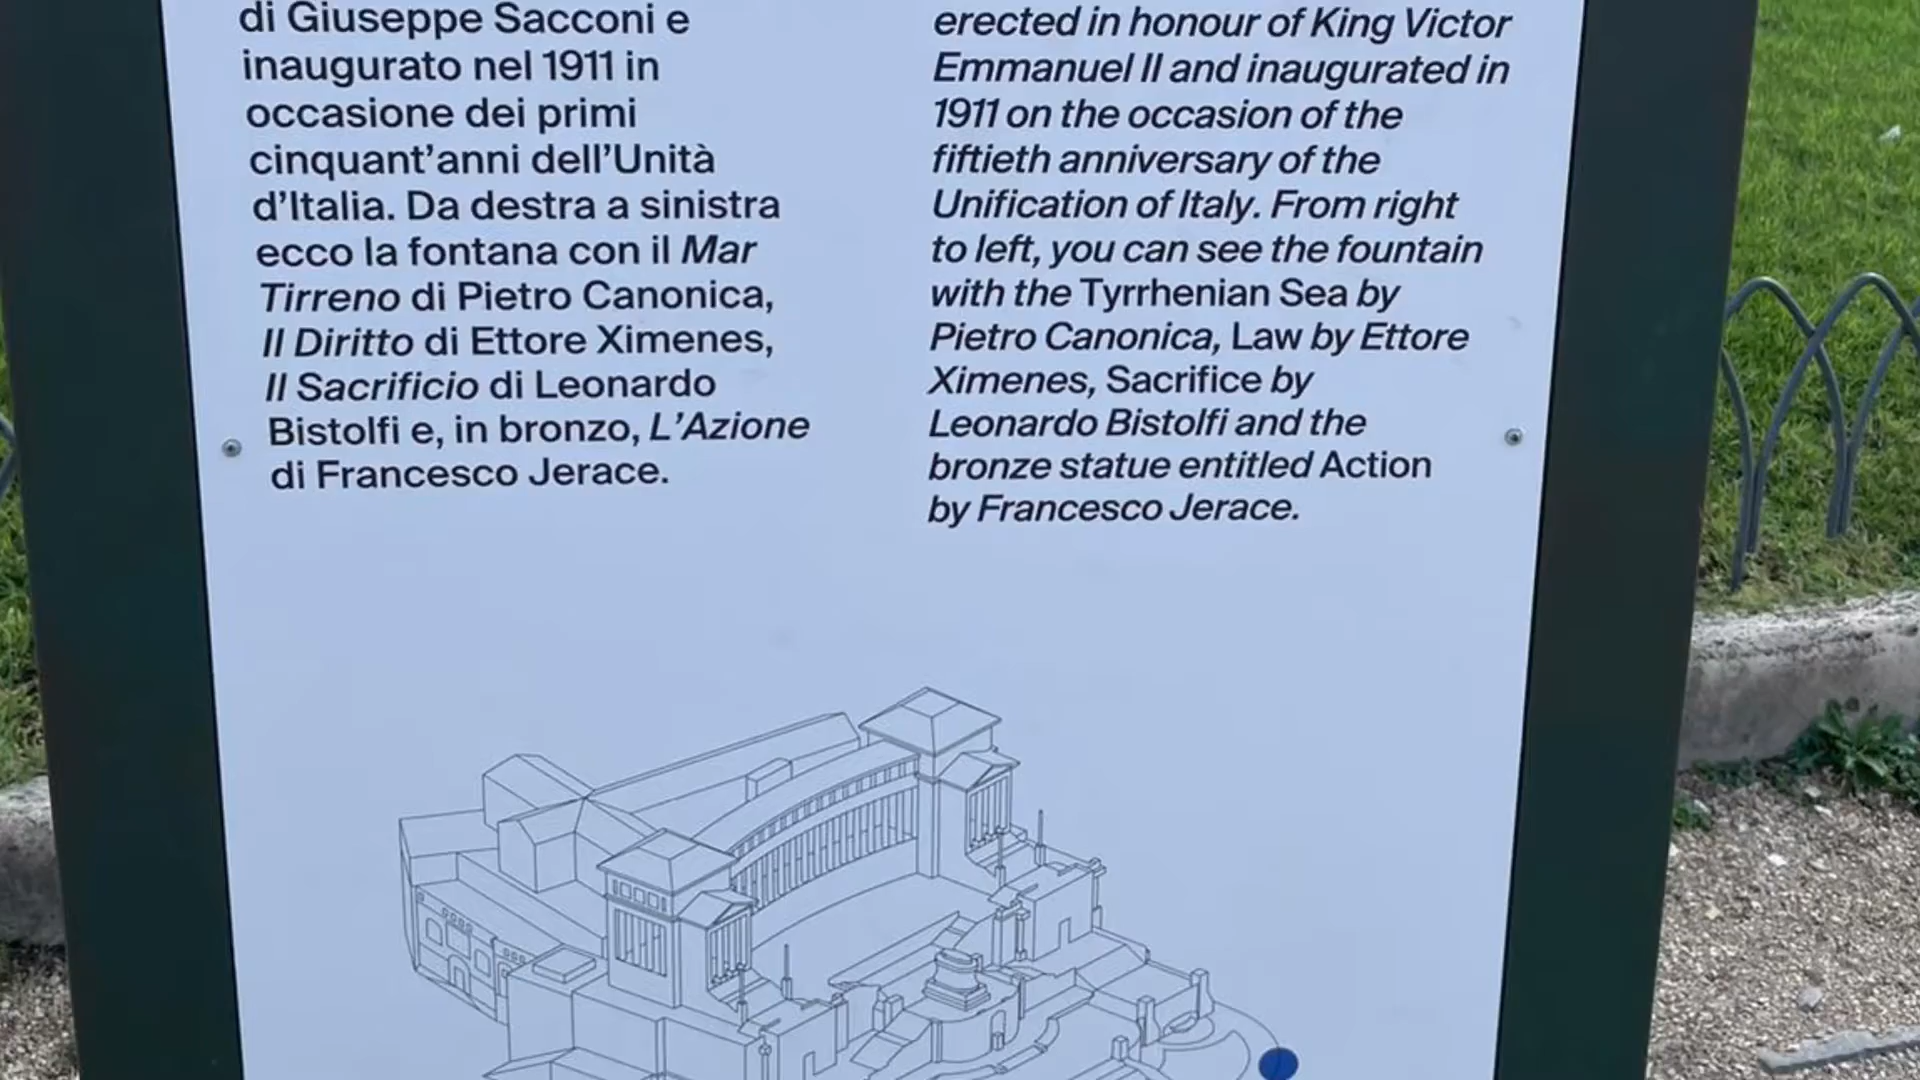 di Giuseppe Sacconi e
inaugurato nel 1911 in
occasione dei primi
cinquant'anni dell'Unità
d'Italia. Da destra a sinistra
ecco la fontana con il Mar
Tirreno di Pietro Canonica,
Il Diritto di Ettore Ximenes,
Il Sacrificio di Leonardo
Bistolfi e, in bronzo, L'Azione
di Francesco Jerace.
erected in honour of King Victor
Emmanuel II and inaugurated in
1911 on the occasion of the
fiftieth anniversary of the
Unification of Italy. From right
to left, you can see the fountain
with the Tyrrhenian Sea by
Pietro Canonica, Law by Ettore
Ximenes, Sacrifice by
Leonardo Bistolfi and the
bronze statue entitled Action
by Francesco Jerace.